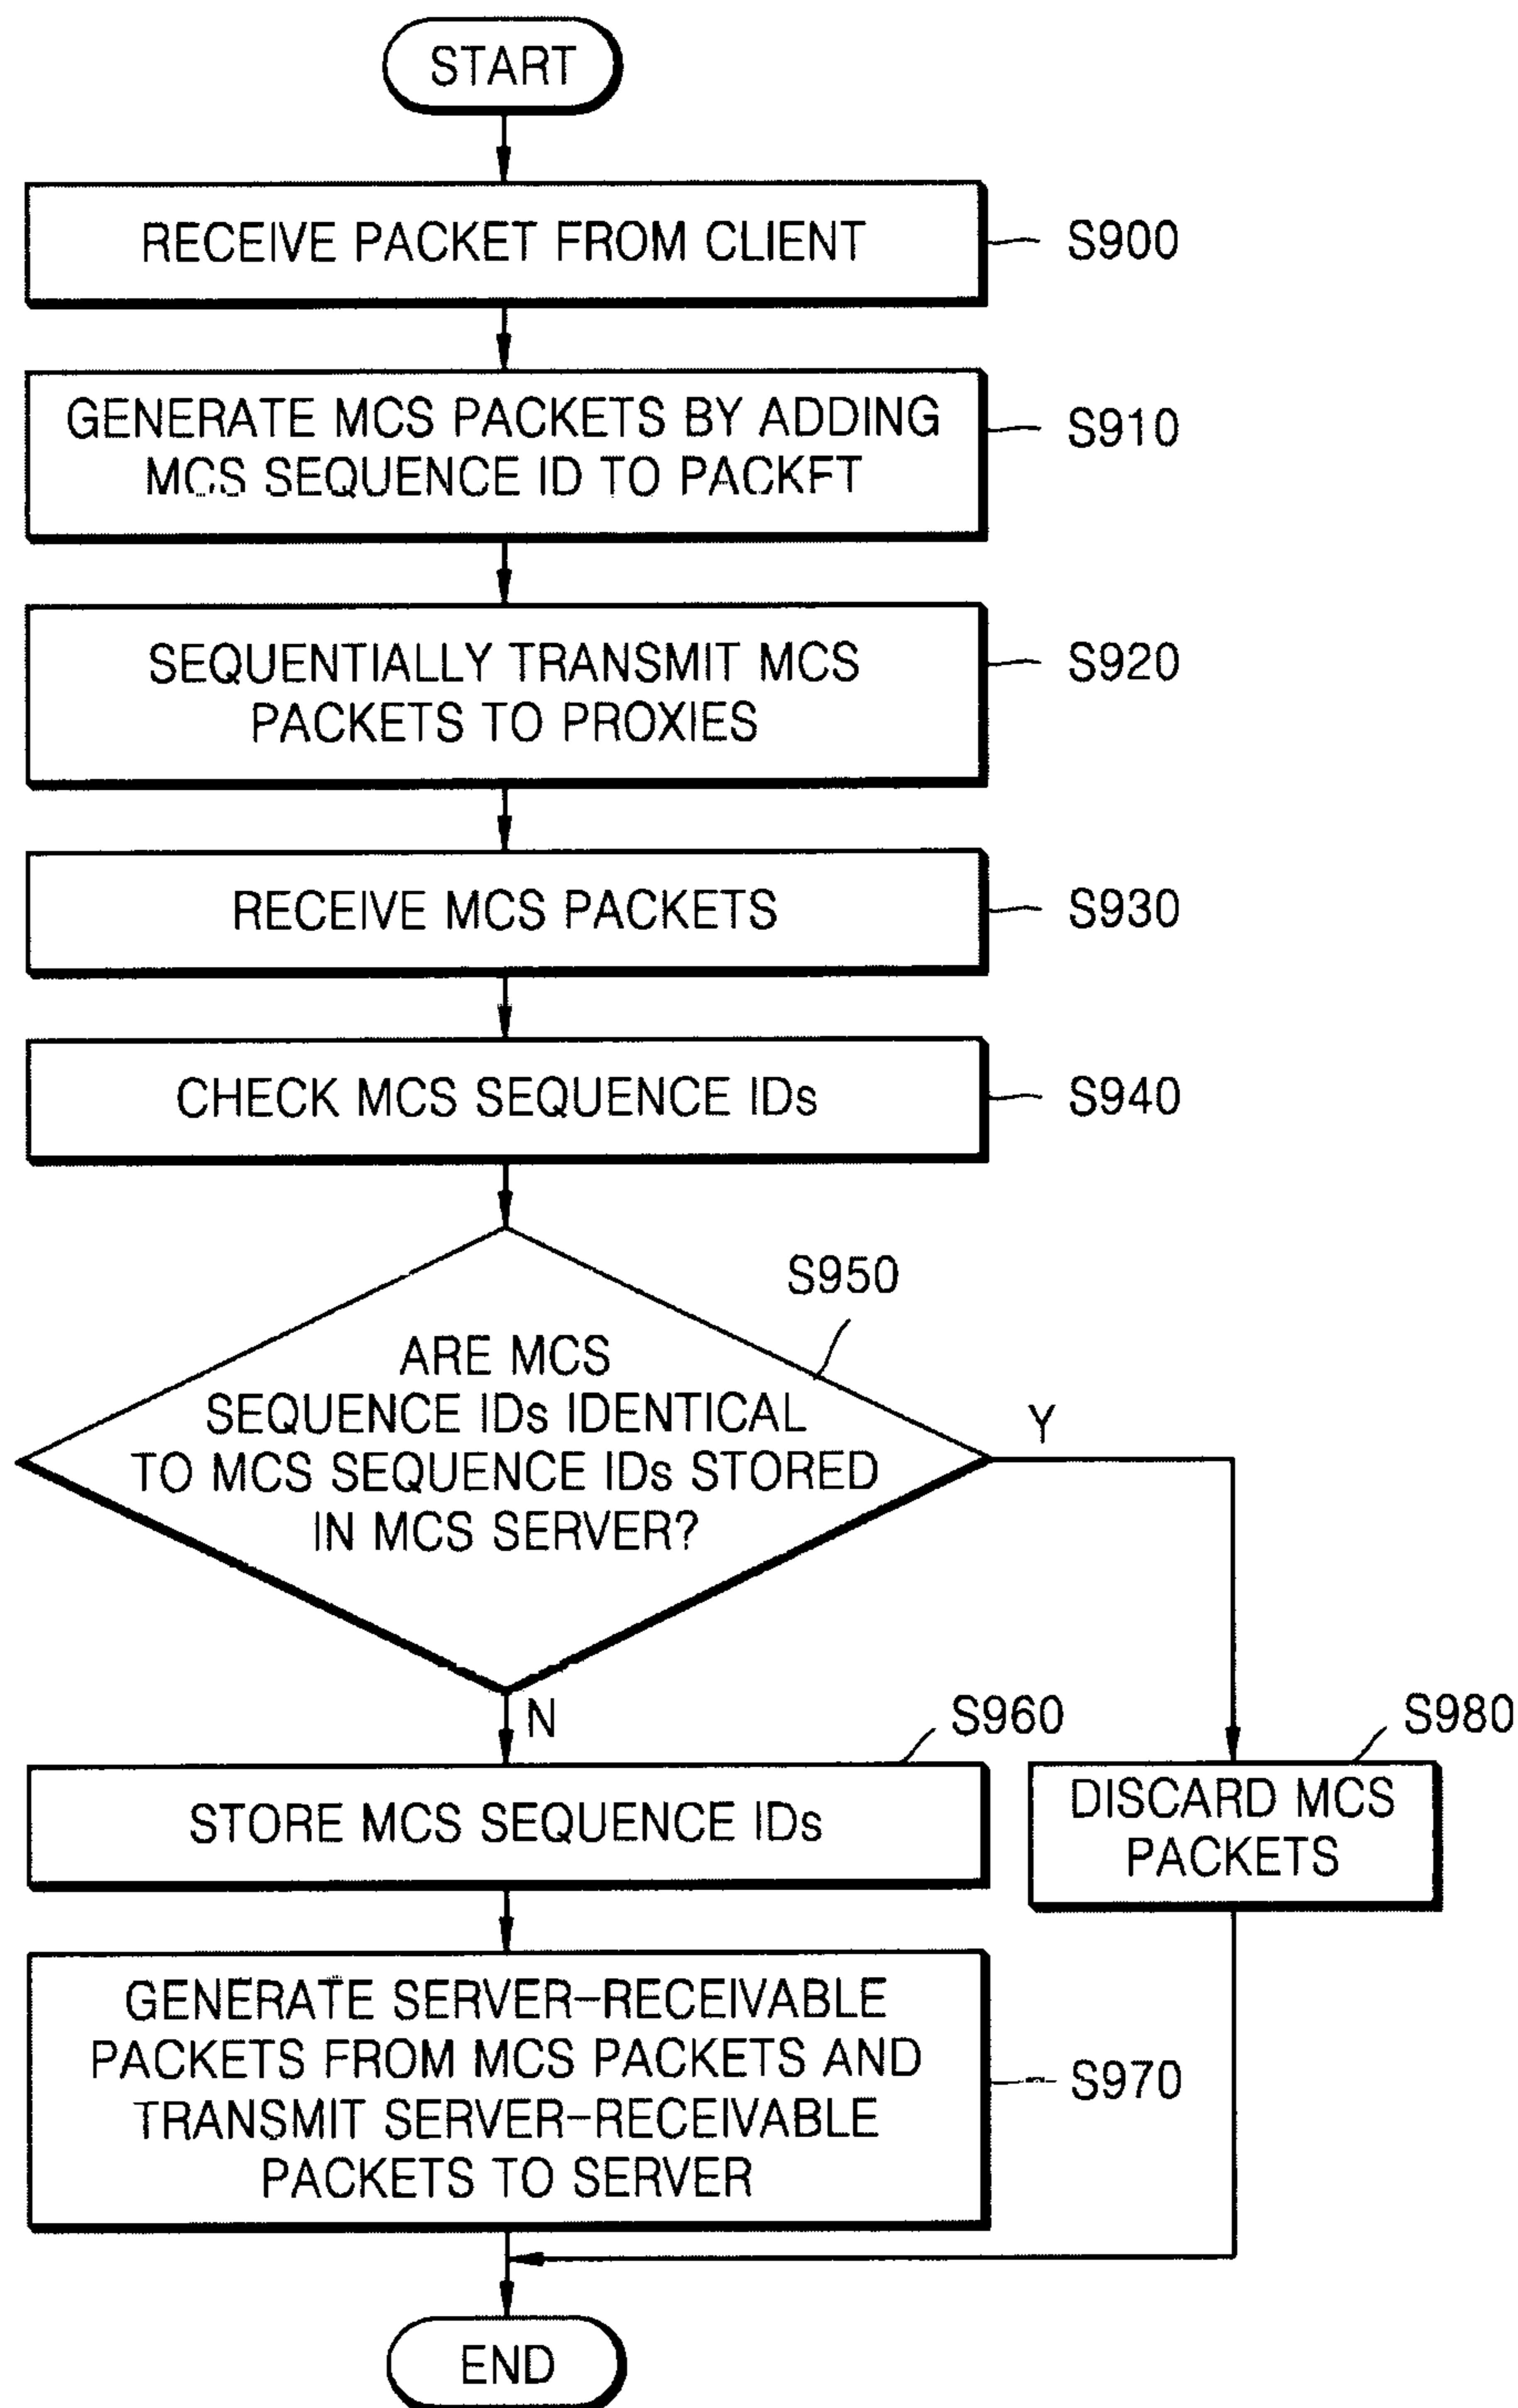 START
RECEIVE PACKET FROM CLIENT
S900
GENERATE MCS PACKETS BY ADDING
MCS SEQUENCE ID TO PACKET
S910
SEQUENTIALLY TRANSMIT MCS
PACKETS TO PROXIES
S920
RECEIVE MCS PACKETS
S930
CHECK MCS SEQUENCE IDs
S940
S950
ARE MCS
SEQUENCE IDs IDENTICAL
TO MCS SEQUENCE IDs STORED
IN MCS SERVER?
Y
N
S960
STORE MCS SEQUENCE IDs
S980
DISCARD MCS
PACKETS
GENERATE SERVER-RECEIVABLE
PACKETS FROM MCS PACKETS AND
TRANSMIT SERVER-RECEIVABLE
PACKETS TO SERVER
S970
END